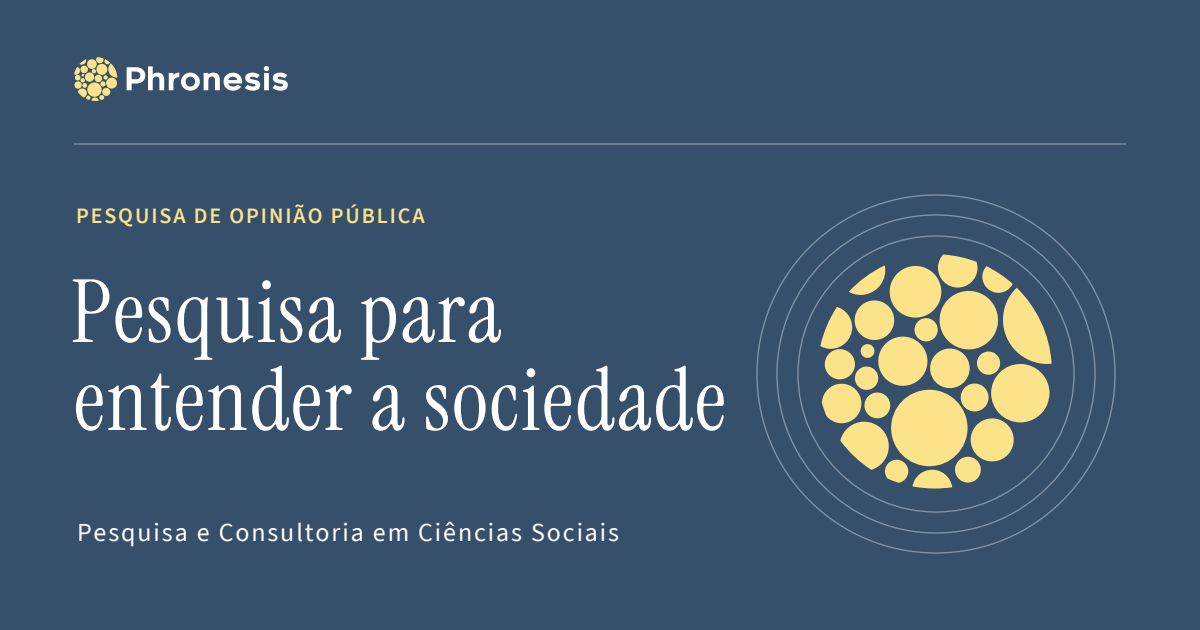 Phronesis
PESQUISA DE OPINIÃO PÚBLICA
Pesquisa para
entender a sociedade
Pesquisa e Consultoria em Ciências Sociais